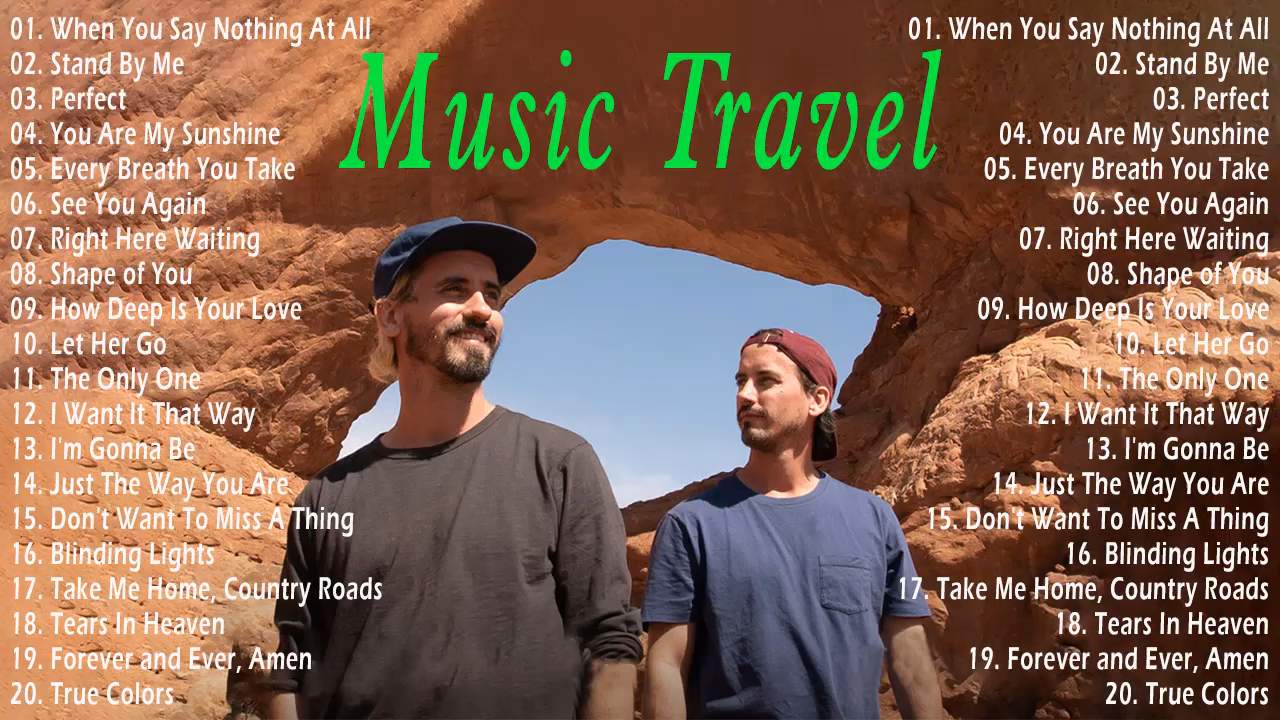 01. When You Say Nothing At All
02. Stand By Me
03. Perfect
04. You Are My Sunshine
05. Every Breath You Take
06. See You Again
07. Right Here Waiting
08. Shape of You
09. How Deep Is Your Love
10. Let Her Go
11. The Only One
12. I Want It That Way
13. I'm Gonna Be
14. Just The Way You Are
15. Don't Want To Miss A Thing
16. Blinding Lights
17. Take Me Home, Country Roads
18. Tears In Heaven
19. Forever and Ever, Amen
20. True Colors
Music Travel
01. When You Say Nothing At All
02. Stand By Me
03. Perfect
04. You Are My Sunshine
05. Every Breath You Take
06. See You Again
07. Right Here Waiting
08. Shape of You
09. How Deep Is Your Love
10. Let Her Go
11. The Only One
12. I Want It That Way
13. I'm Gonna Be
14. Just The Way You Are
15. Don't Want To Miss A Thing
16. Blinding Lights
17. Take Me Home, Country Roads
18. Tears In Heaven
19. Forever and Ever, Amen
20. True Colors